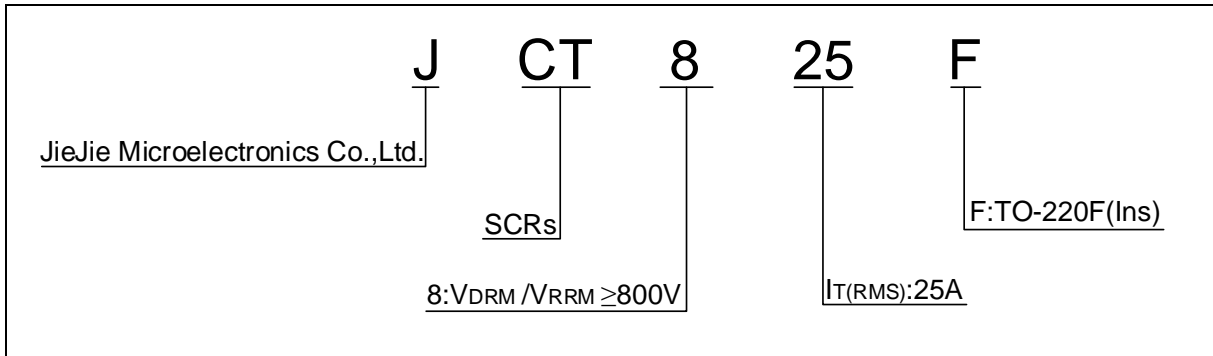 J CT 8 25 F
JieJie Microelectronics Co.,Ltd.
SCRs
F:TO-220F(Ins)
8:VDRM /VRRM ≥800V
IT(RMS):25A